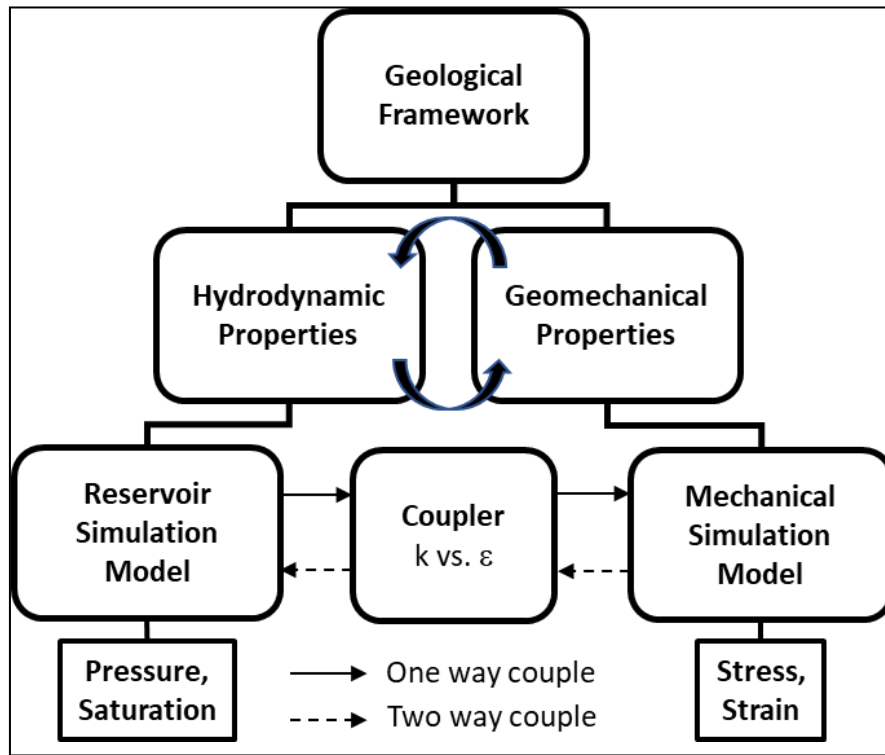 Geological
Framework
Hydrodynamic
Properties
Geomechanical
Properties
Reservoir
Simulation
Model
Coupler
k vs. ε
Mechanical
Simulation
Model
Pressure,
Saturation
One way couple
Two way couple
Stress,
Strain